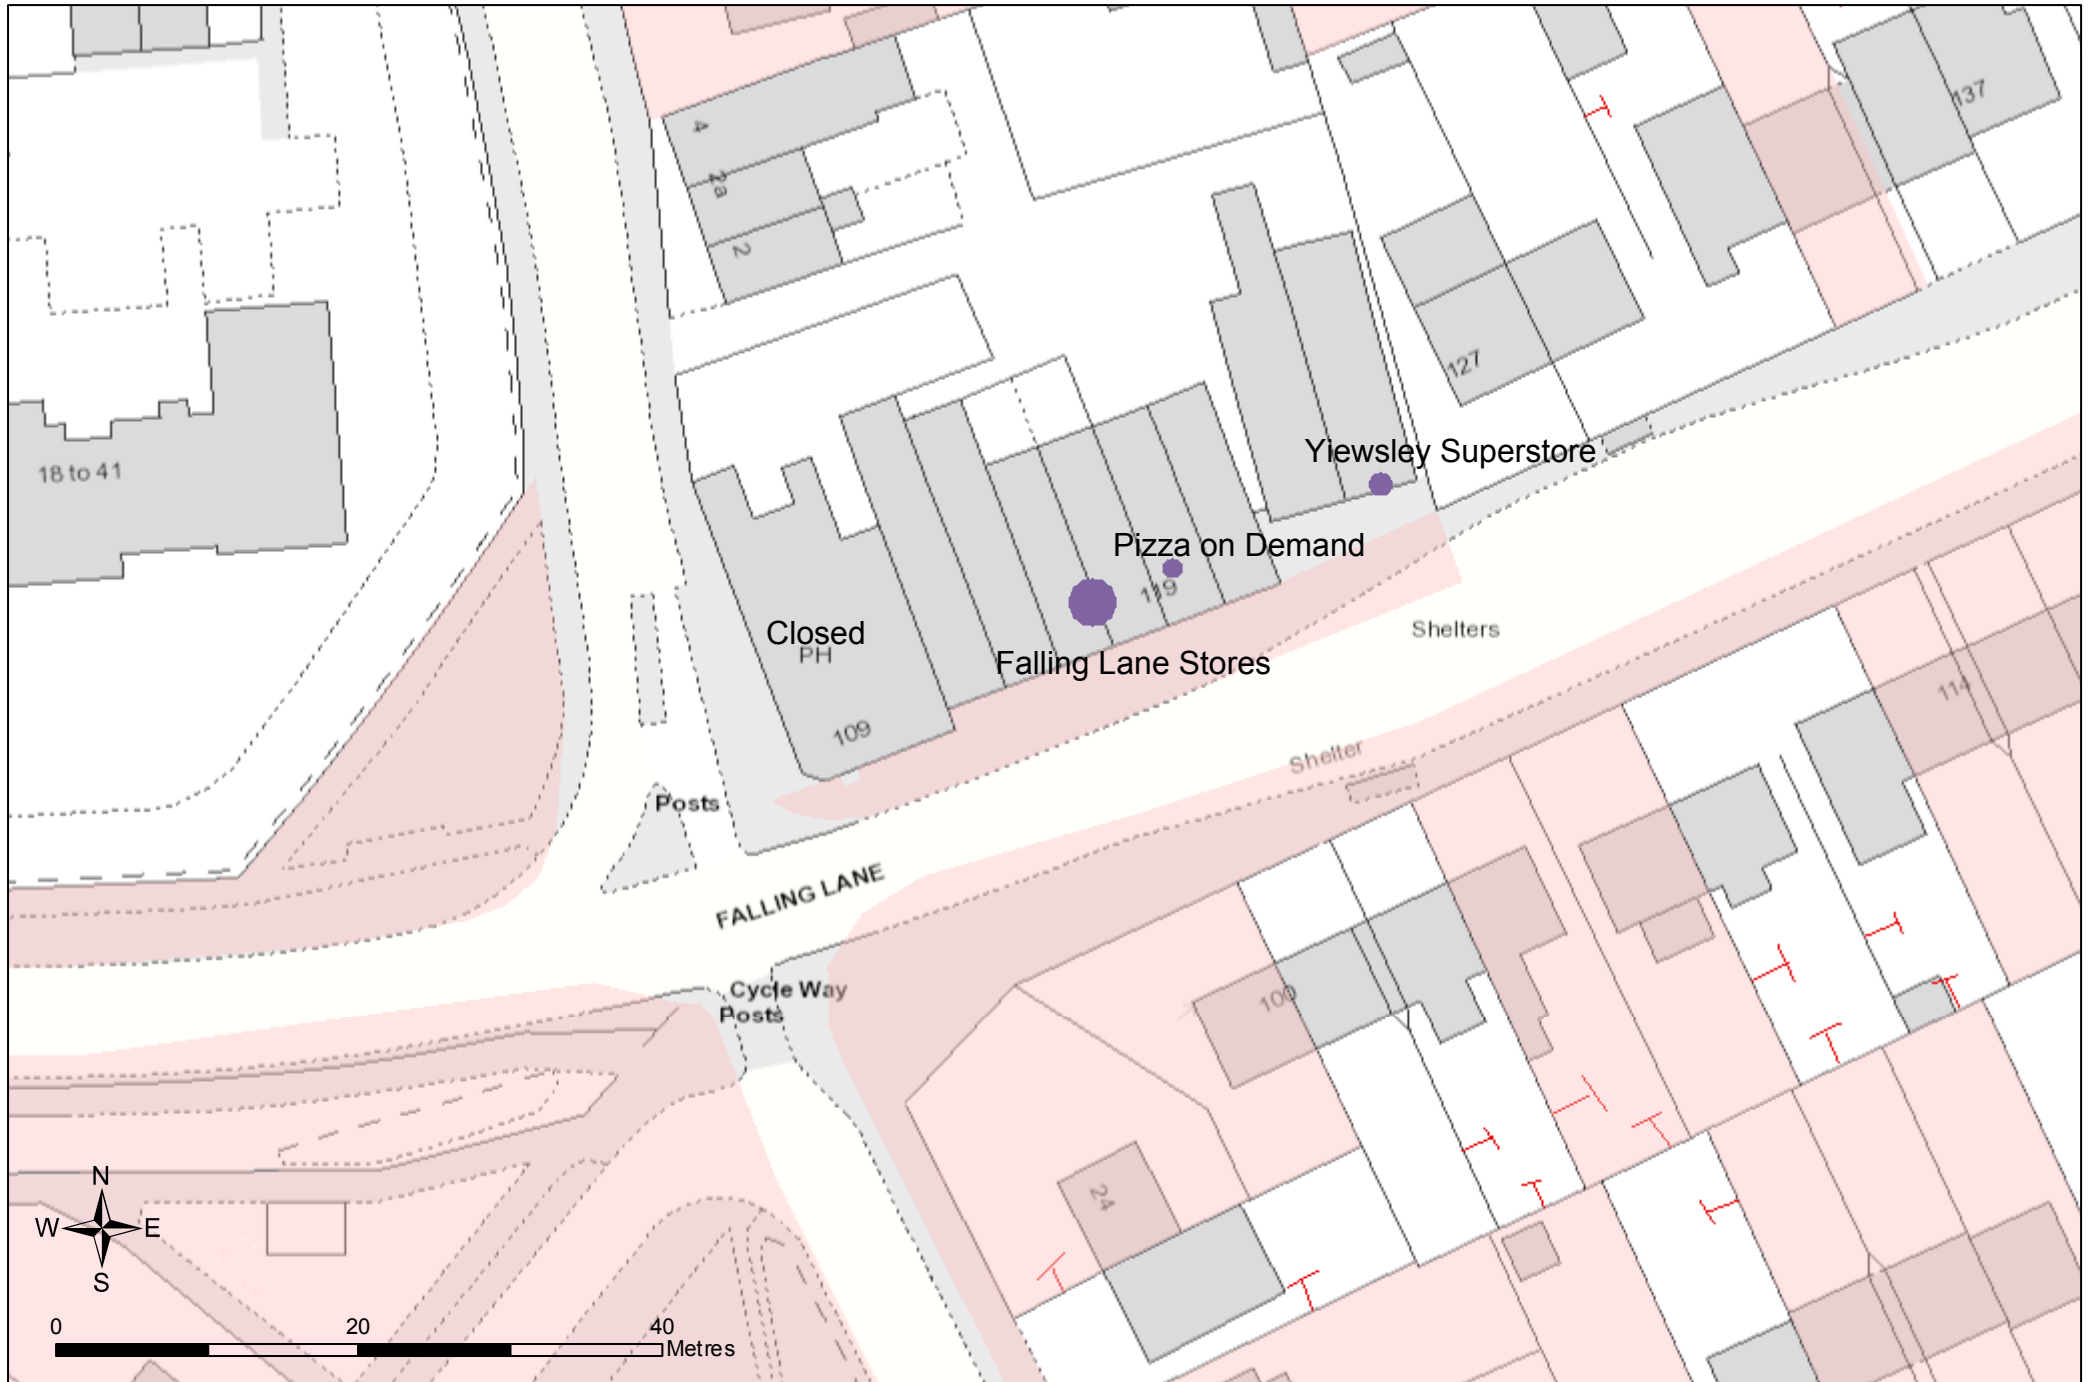 4
2a
2
137
127
18 to 41
Yiewsley Superstore
Pizza on Demand
119
Closed
PH
Falling Lane Stores
Shelters
109
114
Shelter
Posts
FALLING LANE
Cycle Way
Posts
100
24
N
W E
S
0 20 40
Metres